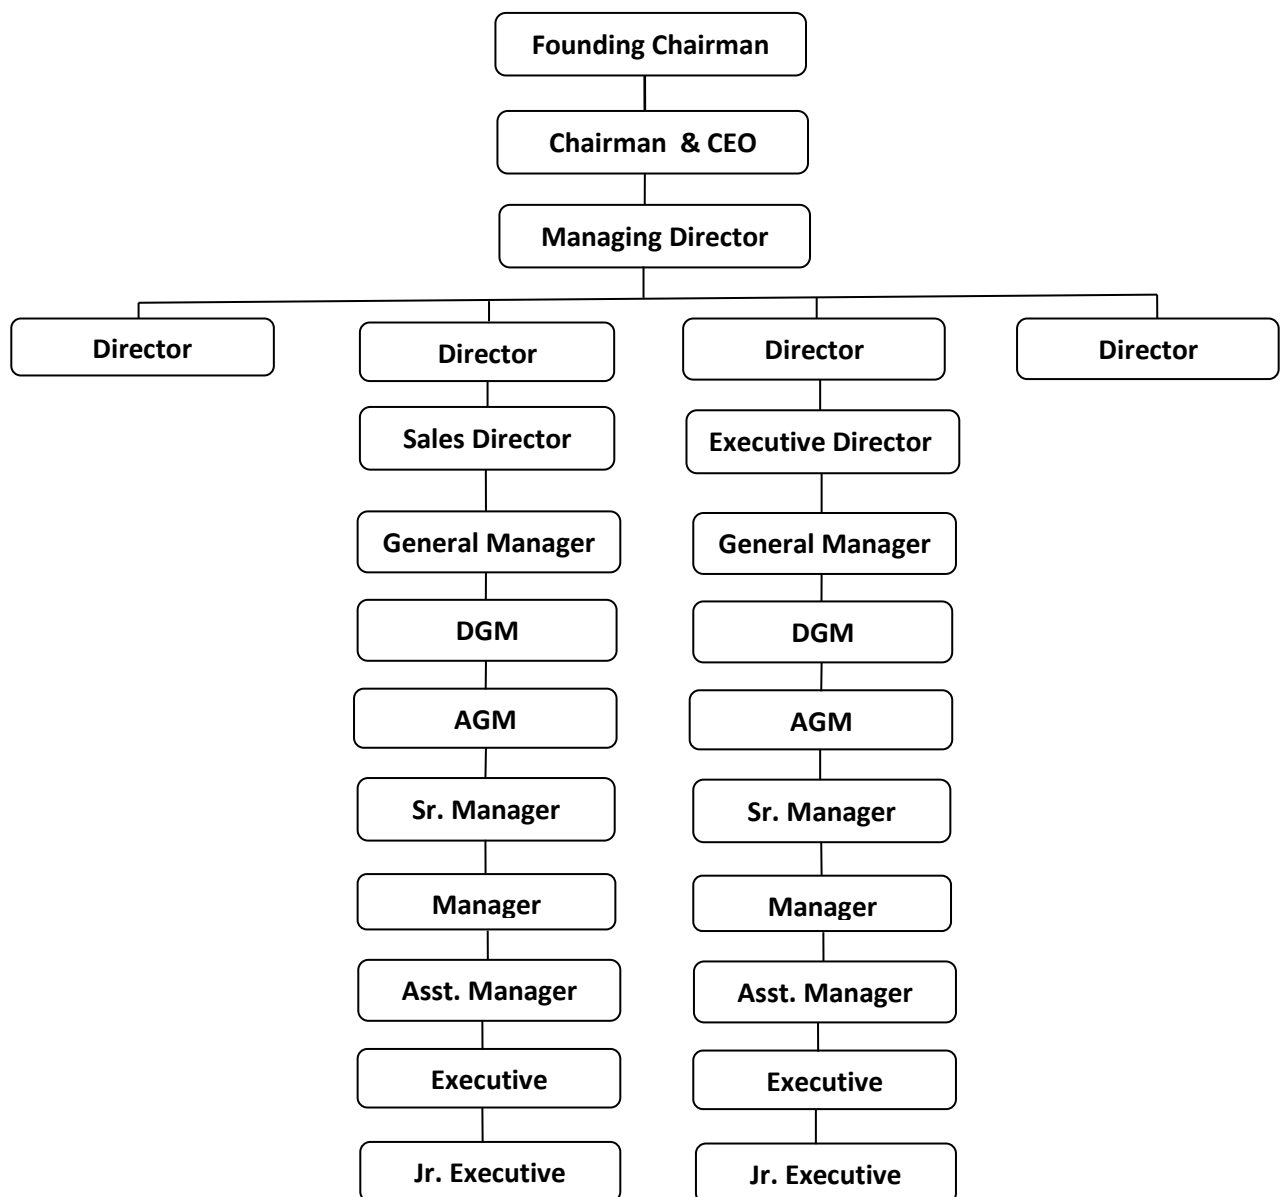 Founding Chairman
Chairman & CEO
Managing Director
Director
Director
Director
Director
Sales Director
Executive Director
General Manager
General Manager
DGM
DGM
AGM
AGM
Sr. Manager
Sr. Manager
Manager
Manager
Asst. Manager
Asst. Manager
Executive
Executive
Jr. Executive
Jr. Executive